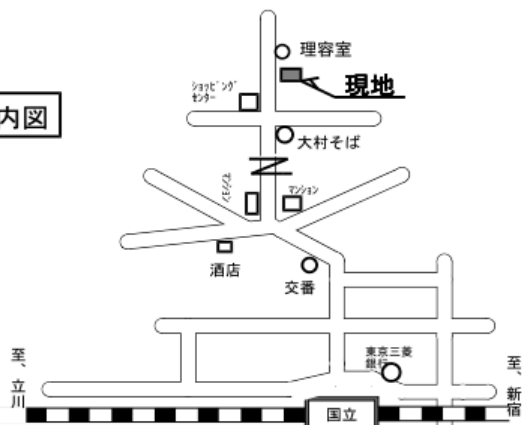 理容室
現地
ｼｮｯﾋﾟﾝｸﾞ
ｾﾝﾀｰ
内図
大村そば
ﾏﾝｼｮﾝ
ﾏﾝｼｮﾝ
酒店
交番
東京三菱
銀行
至、立川
至、新宿
国立